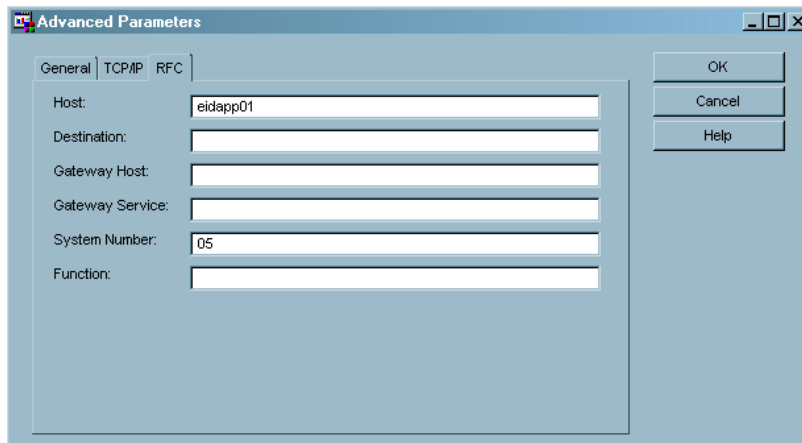 Advanced Parameters
General TCP/IP RFC
OK
Host: eidapp01
Cancel
Destination:
Help
Gateway Host:
Gateway Service:
System Number: 05
Function: